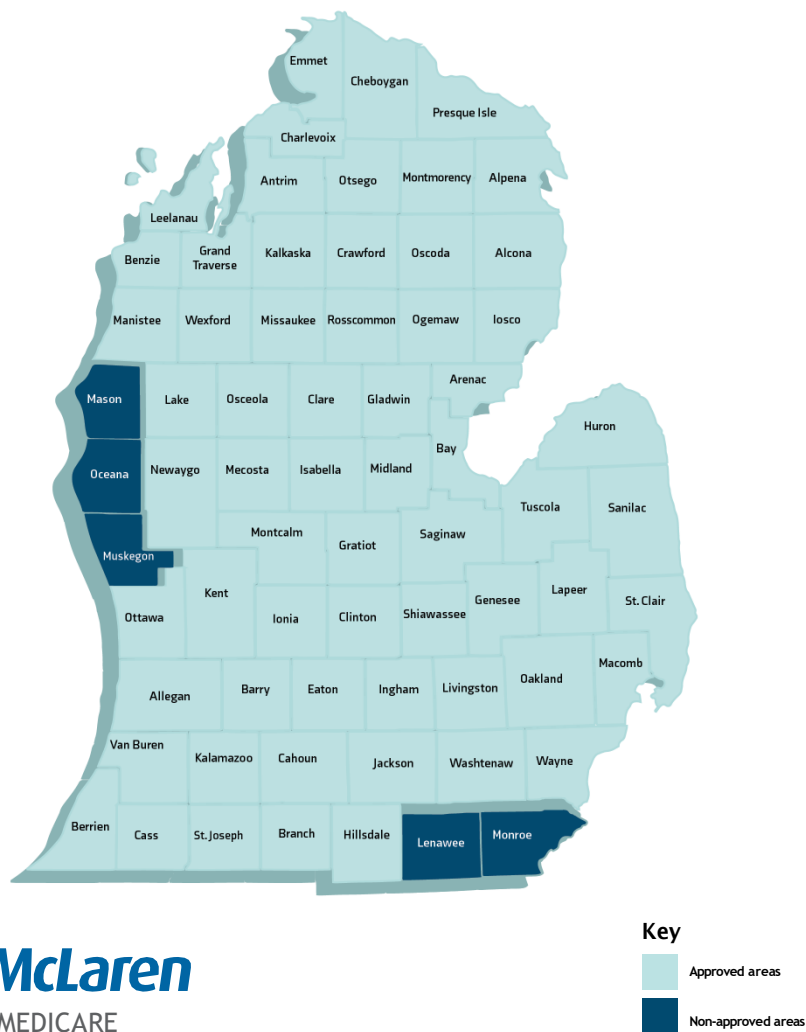 Emmet
Cheboygan
Presque Isle
Charlevoix
Antrim
Otsego
Montmorency
Alpena
Leelanau
Benzie
Grand
Traverse
Kalkaska
Crawford
Oscoda
Alcona
Manistee
Wexford
Missaukee
Rosscommon
Ogemaw
Iosco
Mason
Lake
Osceola
Clare
Gladwin
Arenac
Huron
Oceana
Newaygo
Mecosta
Isabella
Midland
Bay
Tuscola
Sanilac
Muskegon
Montcalm
Gratiot
Saginaw
Ottawa
Kent
Ionia
Clinton
Shiawassee
Genesee
Lapeer
St. Clair
Allegan
Barry
Eaton
Ingham
Livingston
Oakland
Macomb
Van Buren
Kalamazoo
Cahoun
Jackson
Washtenaw
Wayne
Berrien
Cass
St. Joseph
Branch
Hillsdale
Lenawee
Monroe
Key
Approved areas
Non-approved areas
McLaren
MEDICARE